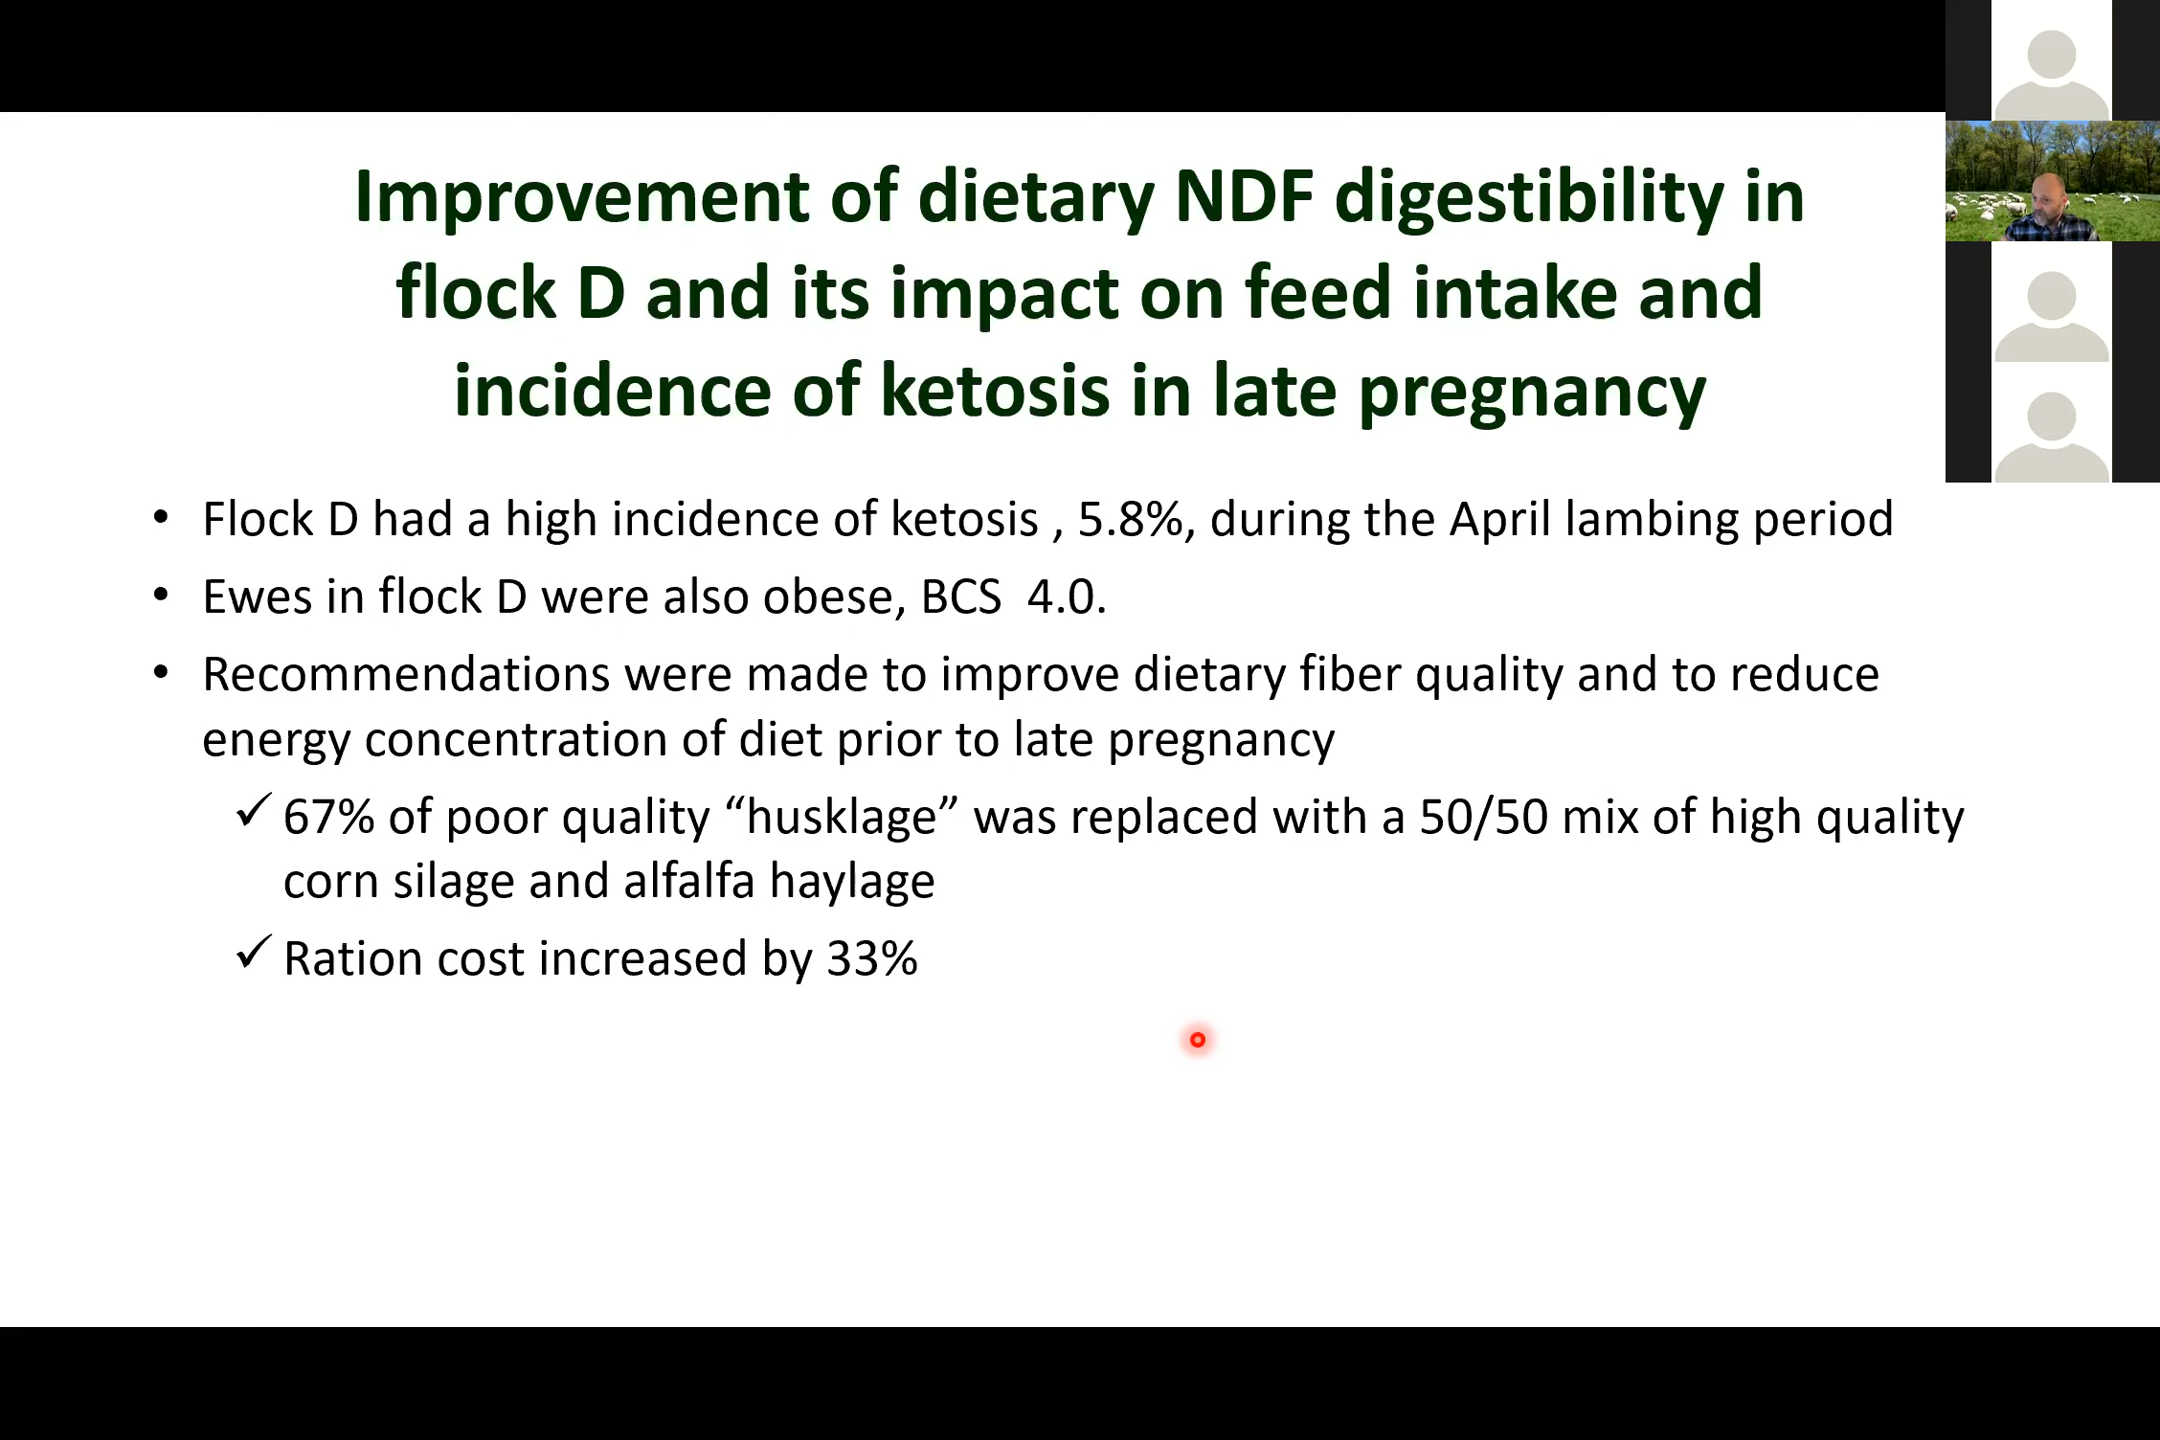 Improvement of dietary NDF digestibility in
flock D and its impact on feed intake and
incidence of ketosis in late pregnancy
• Flock D had a high incidence of ketosis , 5.8%, during the April lambing period
• Ewes in flock D were also obese, BCS  4.0.
• Recommendations were made to improve dietary fiber quality and to reduce
energy concentration of diet prior to late pregnancy
✓ 67% of poor quality “husklage” was replaced with a 50/50 mix of high quality
corn silage and alfalfa haylage
✓ Ration cost increased by 33%